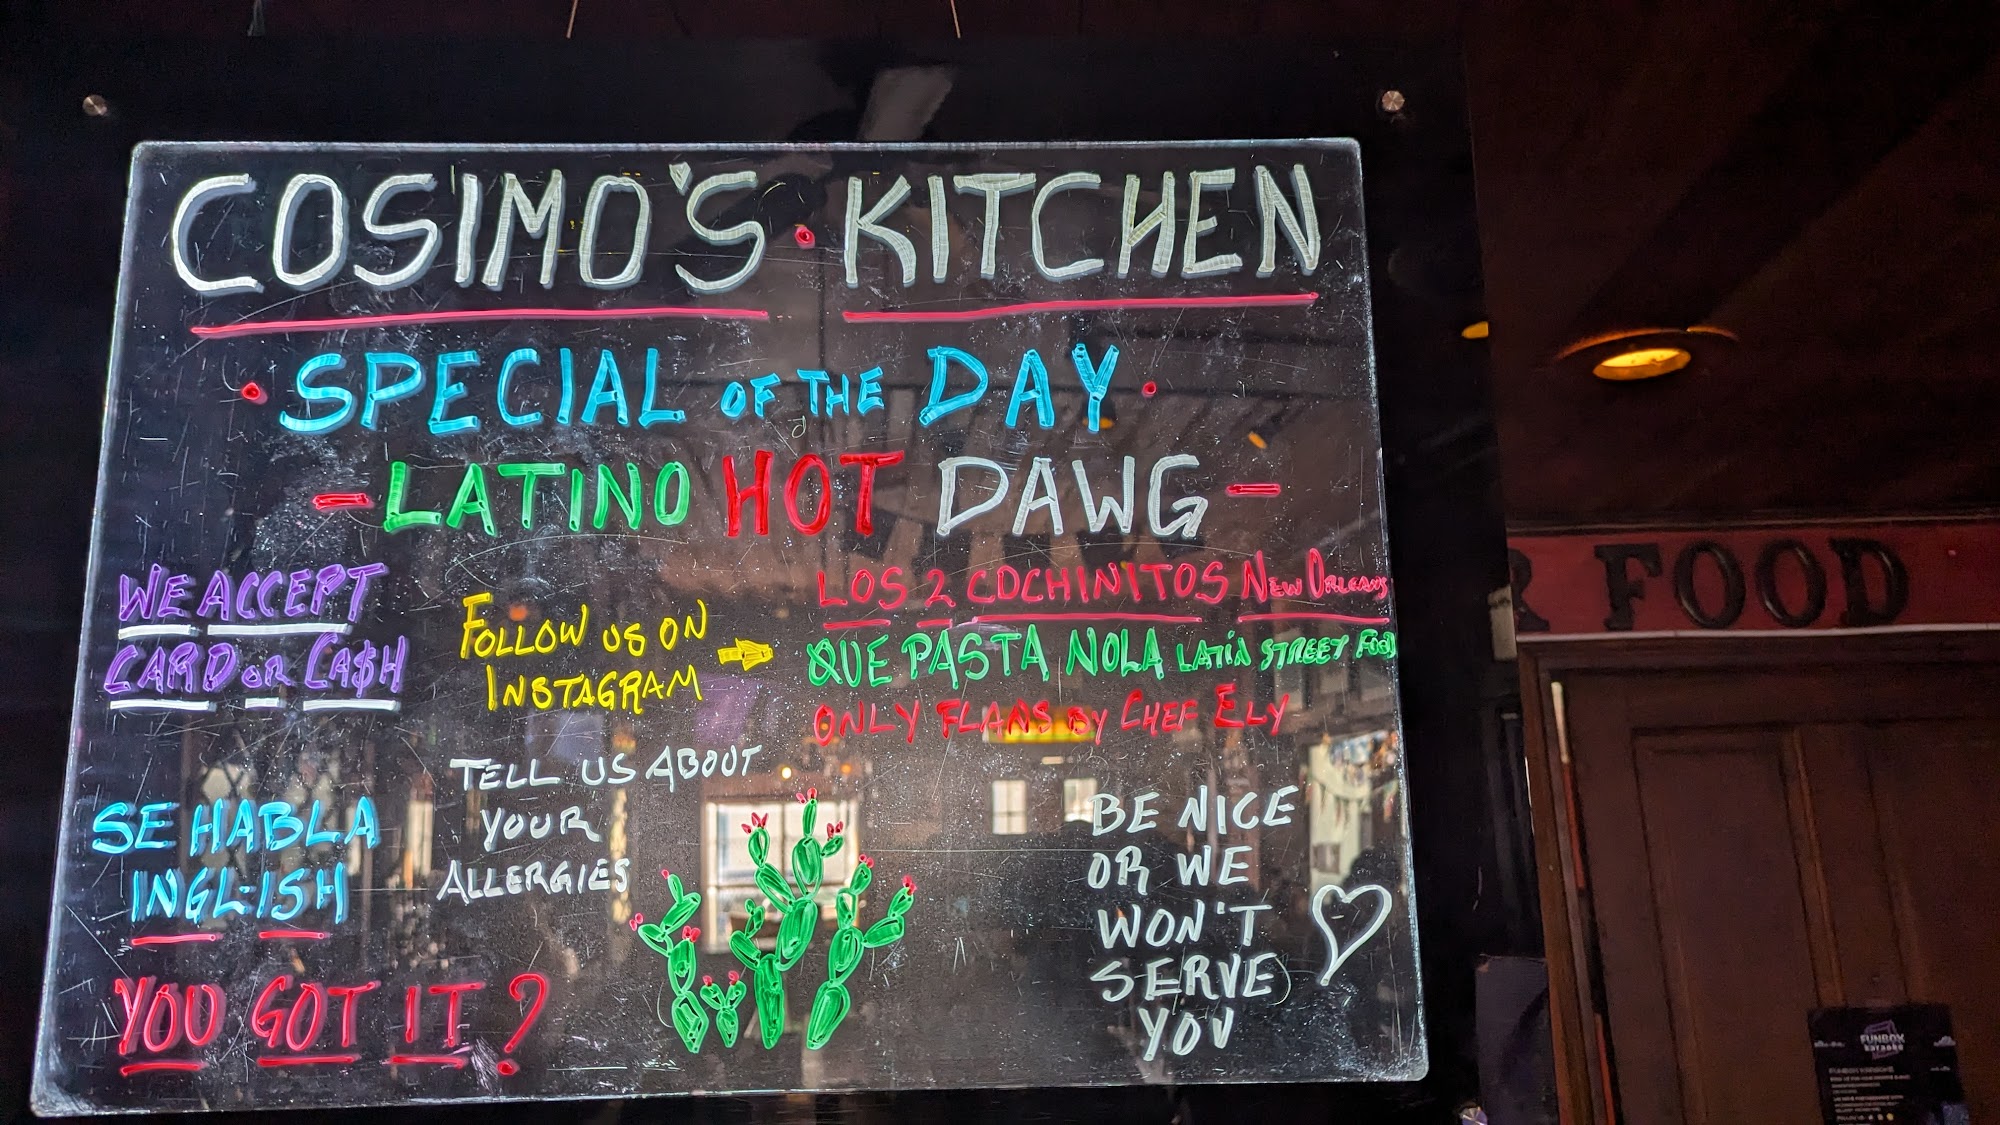 COSIMO'S • KITCHEN
• SPECIAL OF THE DAY •
- LATINO HOT DAWG -
WE ACCEPT
CARD OR CA$H
FOLLOW US ON
INSTAGRAM
LOS 2 COCHINITOS NEW ORLEANS
QUE PASTA NOLA LATIN STREET FOOD
ONLY FLANS BY CHEF ELY
TELL US ABOUT
YOUR
ALLERGIES
SE HABLA
INGL-ISH
YOU GOT IT?
BE NICE
OR WE
WON'T
SERVE
YOU
R FOOD
FUNBOX
karaoke